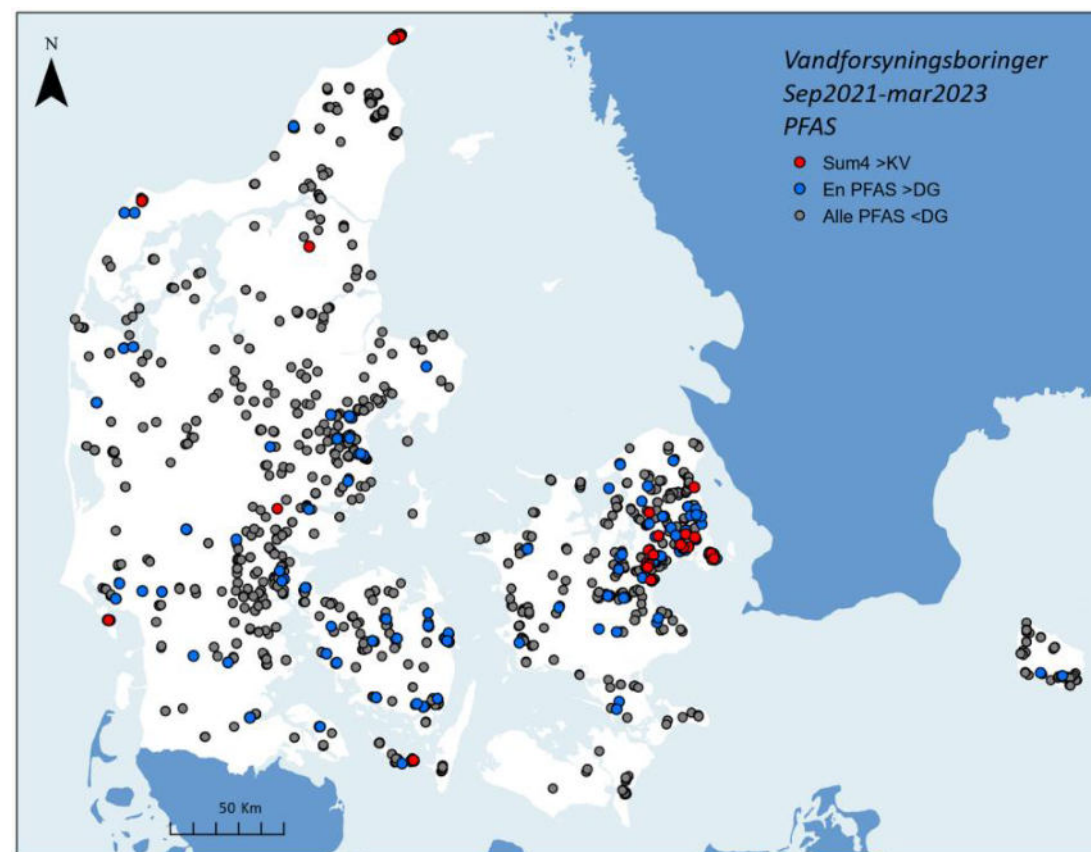 N
Vandforsyningsboringer
Sep2021-mar2023
PFAS
Sum4 >KV
En PFAS >DG
Alle PFAS <DG
50 Km